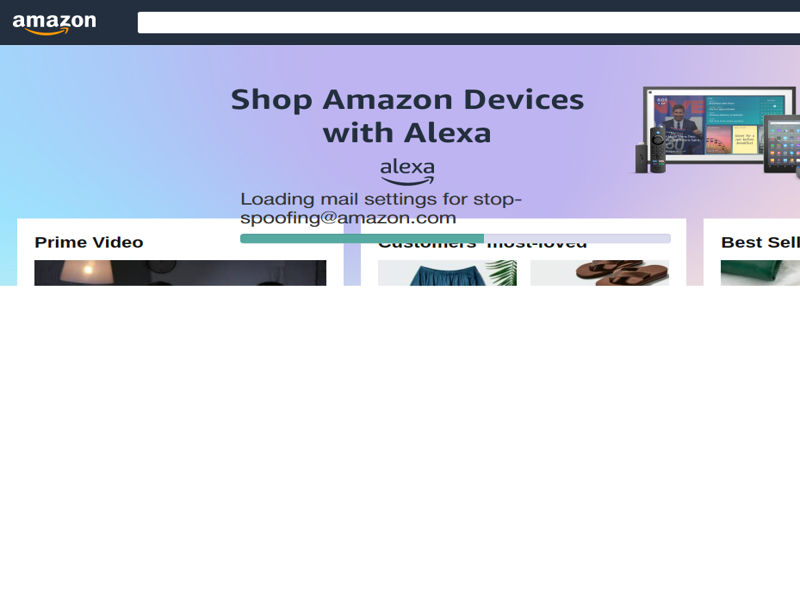 amazon
Shop Amazon Devices
with Alexa
alexa
Loading mail settings for stop-
spoofing@amazon.com
Prime Video
Customers' most-loved
Best Sell